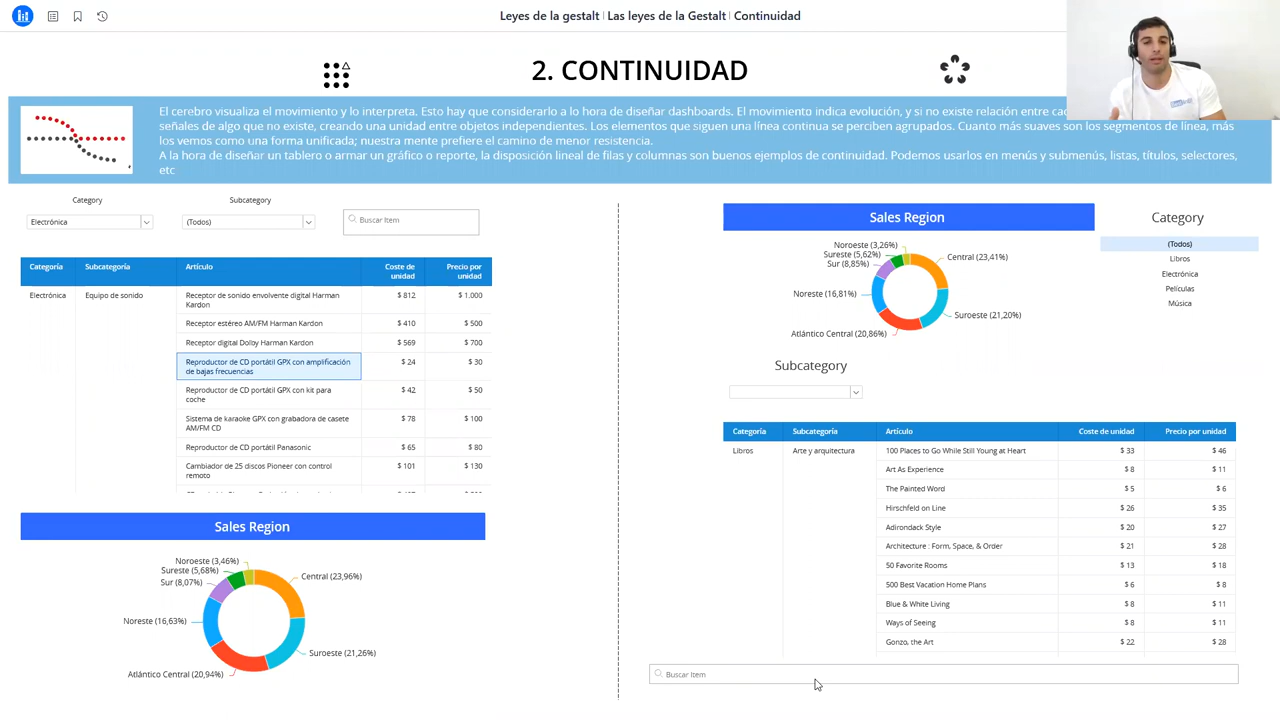 Leyes de la gestalt | Las leyes de la Gestalt | Continuidad
2. CONTINUIDAD
El cerebro visualiza el movimiento y lo interpreta. Esto hay que considerarlo a lo hora de diseñar dashboards. El movimiento indica evolución, y si no existe relación entre
señales de algo que no existe, creando una unidad entre objetos independientes. Los elementos que siguen una línea continua se perciben agrupados. Cuanto más suaves son los segmentos de línea, más
los vemos como una forma unificada; nuestra mente prefiere el camino de menor resistencia.
A la hora de diseñar un tablero o armar un gráfico o reporte, la disposición lineal de filas y columnas son buenos ejemplos de continuidad. Podemos usarlos en menús y submenús, listas, títulos, selectores,
etc
Category
Subcategory
Electrónica
(Todos)
Buscar Item
Categoría Subcategoría Artículo Coste de unidad Precio por unidad
Electrónica Equipo de sonido Receptor de sonido envolvente digital Harman Kardon $ 812 $ 1.000
Receptor estéreo AM/FM Harman Kardon $ 410 $ 500
Receptor digital Dolby Harman Kardon $ 569 $ 700
Reproductor de CD portátil GPX con amplificación de bajas frecuencias $ 24 $ 30
Reproductor de CD portátil GPX con kit para coche $ 42 $ 50
Sistema de karaoke GPX con grabadora de casete AM/FM CD $ 78 $ 100
Reproductor de CD portátil Panasonic $ 65 $ 80
Cambiador de 25 discos Pioneer con control remoto $ 101 $ 130
Sales Region
Noroeste (3,46%)
Sureste (5,68%)
Sur (8,07%)
Central (23,96%)
Noreste (16,63%)
Suroeste (21,26%)
Atlántico Central (20,94%)
Sales Region
Noroeste (3,26%)
Sureste (5,62%)
Sur (8,85%)
Central (23,41%)
Noreste (16,81%)
Suroeste (21,20%)
Atlántico Central (20,86%)
Category
(Todos)
Libros
Electrónica
Películas
Música
Subcategory
Categoría Subcategoría Artículo Coste de unidad Precio por unidad
Libros Arte y arquitectura 100 Places to Go While Still Young at Heart $ 33 $ 46
Art As Experience $ 8 $ 11
The Painted Word $ 5 $ 6
Hirschfeld on Line $ 26 $ 35
Adirondack Style $ 20 $ 27
Architecture : Form, Space, & Order $ 21 $ 28
50 Favorite Rooms $ 13 $ 18
500 Best Vacation Home Plans $ 6 $ 8
Blue & White Living $ 8 $ 11
Ways of Seeing $ 8 $ 11
Gonzo, the Art $ 22 $ 28
Buscar Item